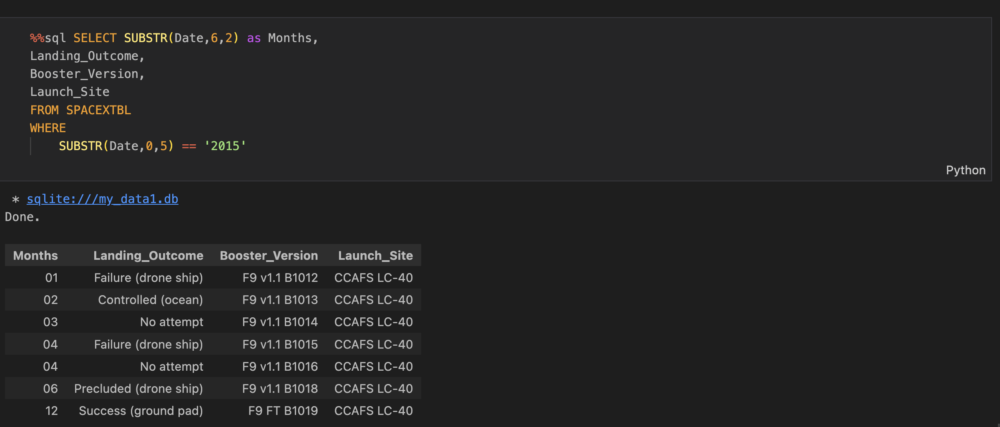 %%sql SELECT SUBSTR(Date,6,2) as Months,
Landing_Outcome,
Booster_Version,
Launch_Site
FROM SPACEXTBL
WHERE
    SUBSTR(Date,0,5) == '2015'
Python
* sqlite:///my_data1.db
Done.
Months Landing_Outcome Booster_Version Launch_Site
01 Failure (drone ship) F9 v1.1 B1012 CCAFS LC-40
02 Controlled (ocean) F9 v1.1 B1013 CCAFS LC-40
03 No attempt F9 v1.1 B1014 CCAFS LC-40
04 Failure (drone ship) F9 v1.1 B1015 CCAFS LC-40
04 No attempt F9 v1.1 B1016 CCAFS LC-40
06 Precluded (drone ship) F9 v1.1 B1018 CCAFS LC-40
12 Success (ground pad) F9 FT B1019 CCAFS LC-40